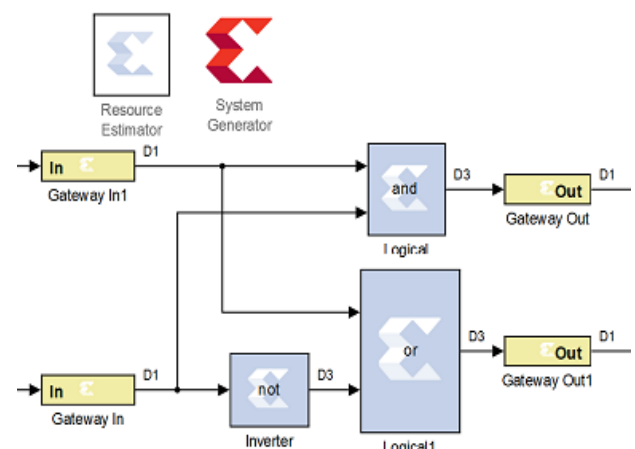 Resource
Estimator
System
Generator
In
D1
Gateway In1
and
D3
Logical
Out
D1
Gateway Out
In
D1
Gateway In
not
D3
Inverter
or
D3
Logical1
Out
D1
Gateway Out1